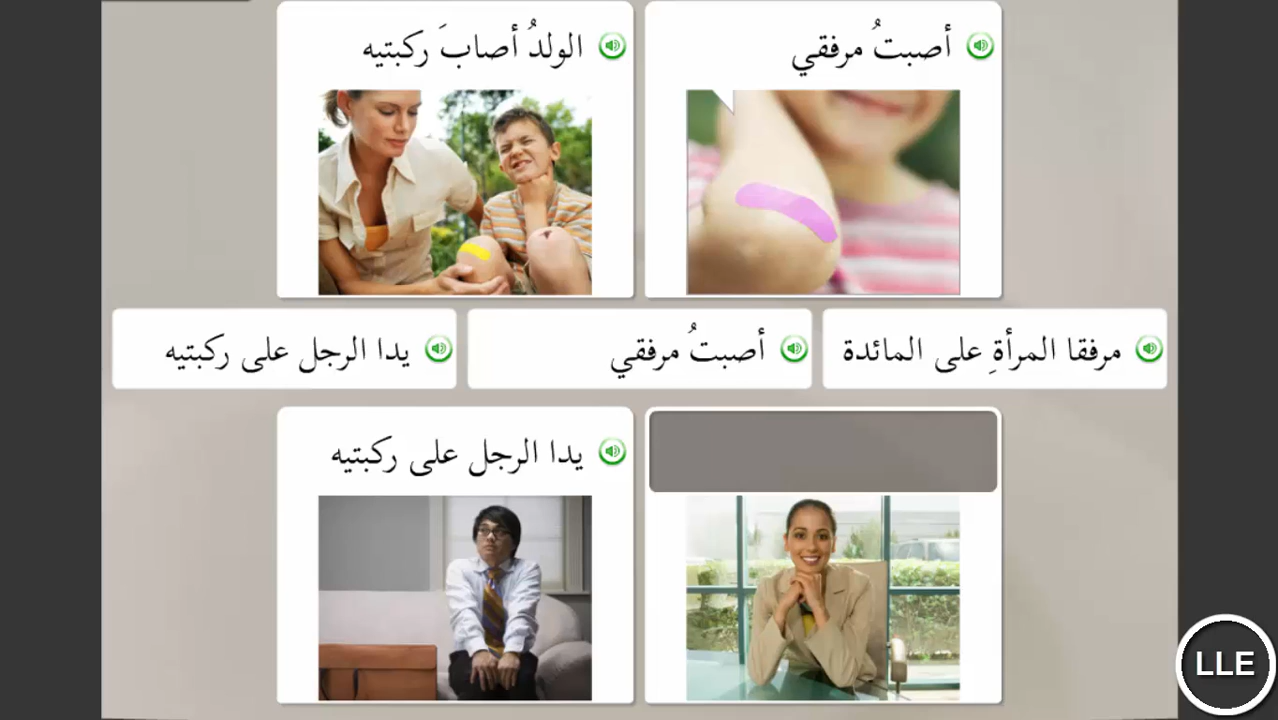 أصبتُ مرفقي
الولدُ أصابَ ركبتيه
مرفقا المرأةِ على المائدة
أصبتُ مرفقي
يدا الرجل على ركبتيه
يدا الرجل على ركبتيه
LLE